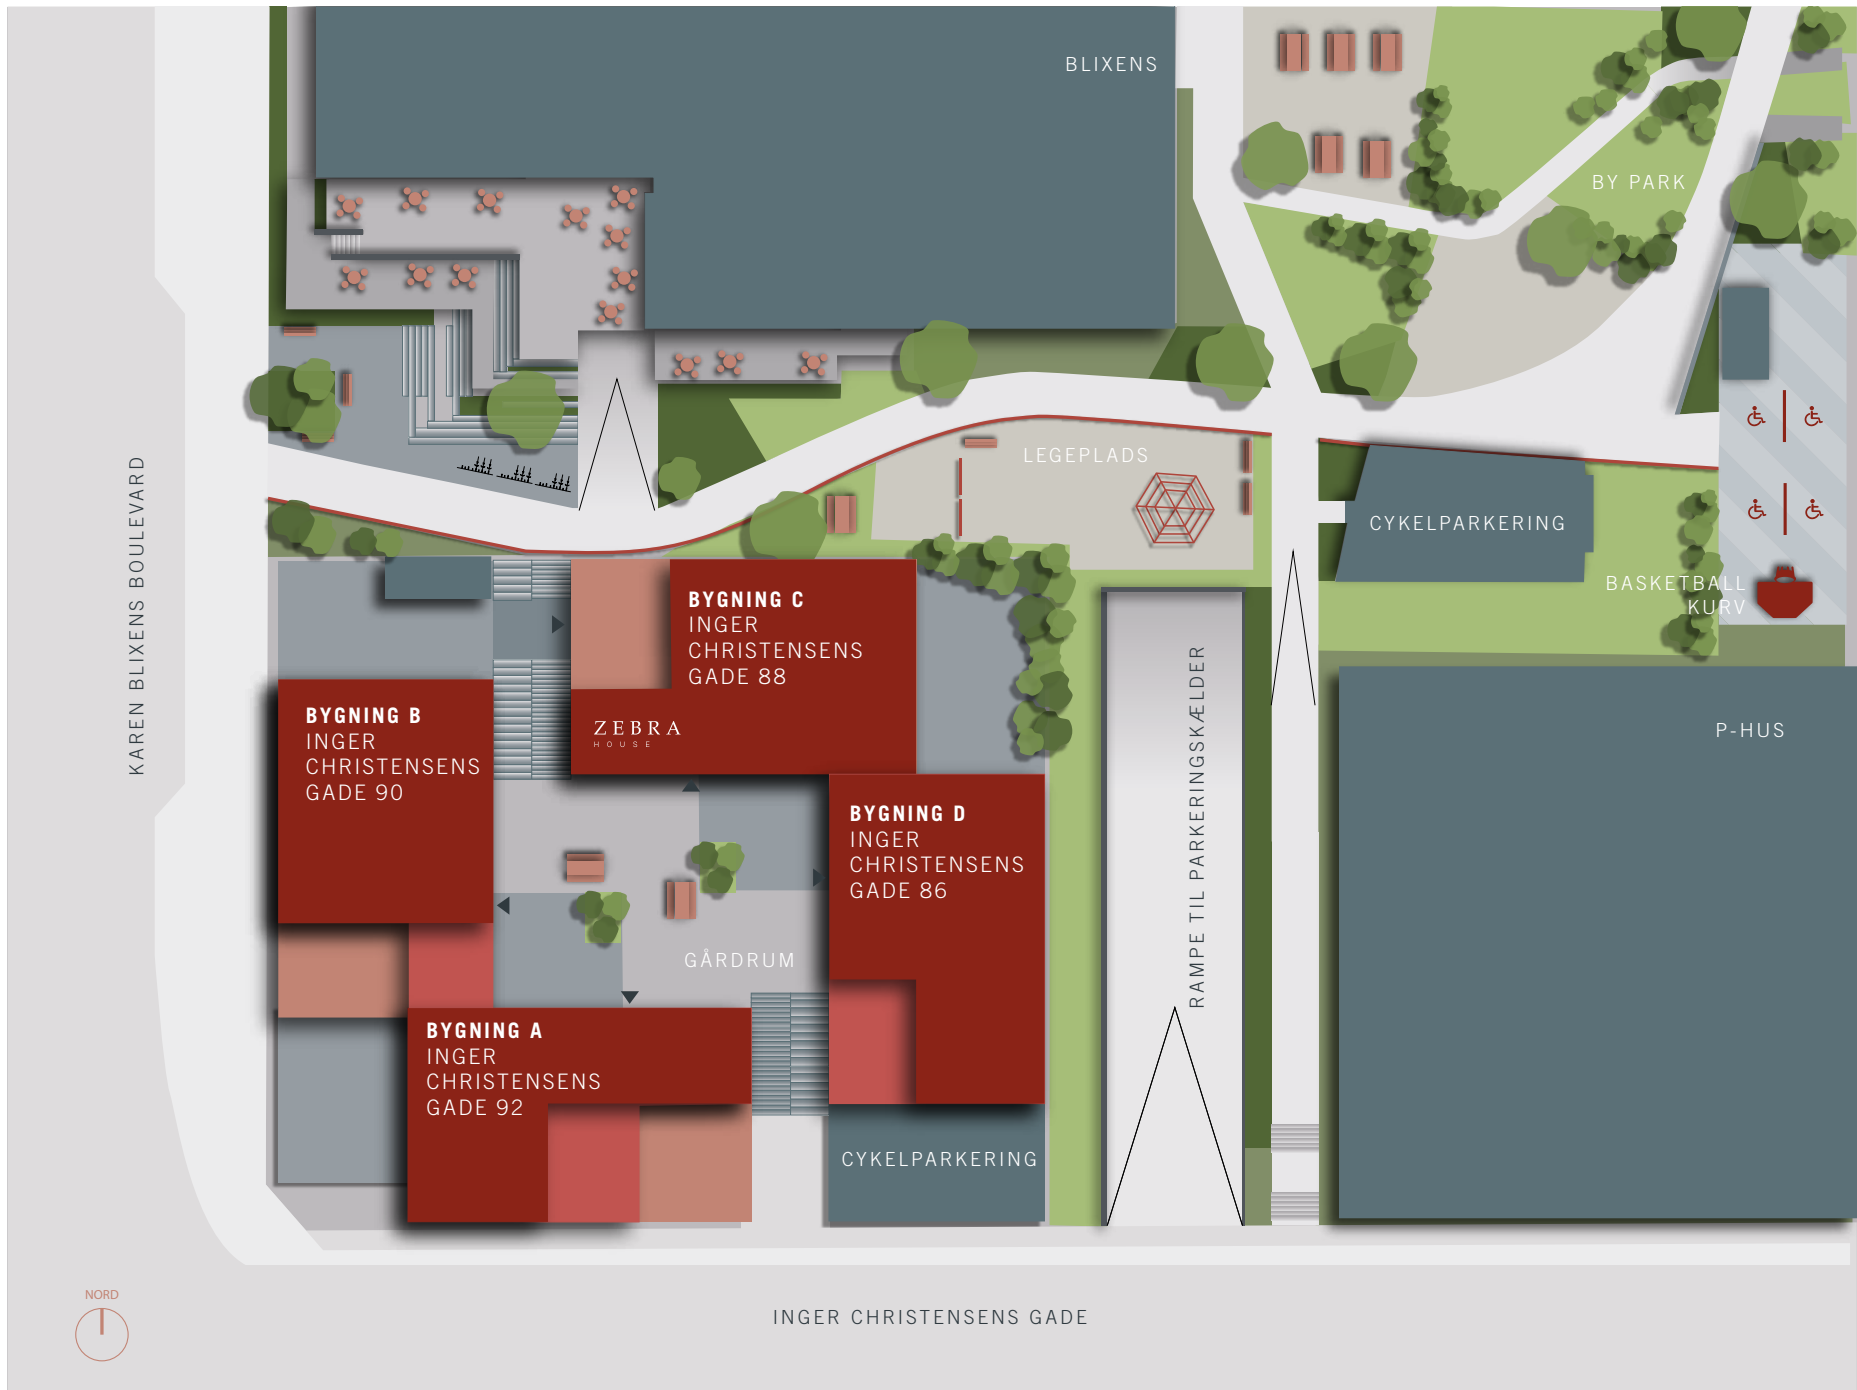 BLIXENS
BY PARK
LEGEPLADS
CYKELPARKERING
BASKETBALL
KURV
KAREN BLIXENS BOULEVARD
BYGNING C
INGER
CHRISTENSENS
GADE 88
ZEBRA
HOUSE
BYGNING B
INGER
CHRISTENSENS
GADE 90
RAMPE TIL PARKERINGSKÆLDER
P-HUS
BYGNING D
INGER
CHRISTENSENS
GADE 86
GÅRDRUM
BYGNING A
INGER
CHRISTENSENS
GADE 92
CYKELPARKERING
NORD
INGER CHRISTENSENS GADE